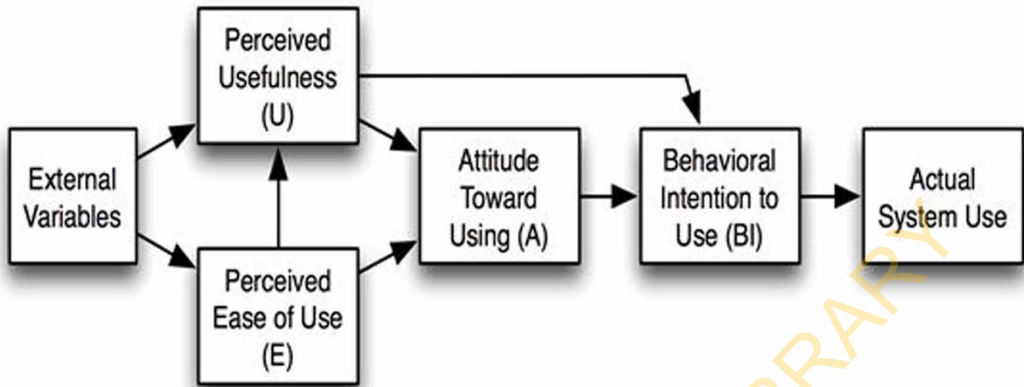 Perceived
Usefulness
(U)
External
Variables
Perceived
Ease of Use
(E)
Attitude
Toward
Using (A)
Behavioral
Intention to
Use (BI)
Actual
System Use